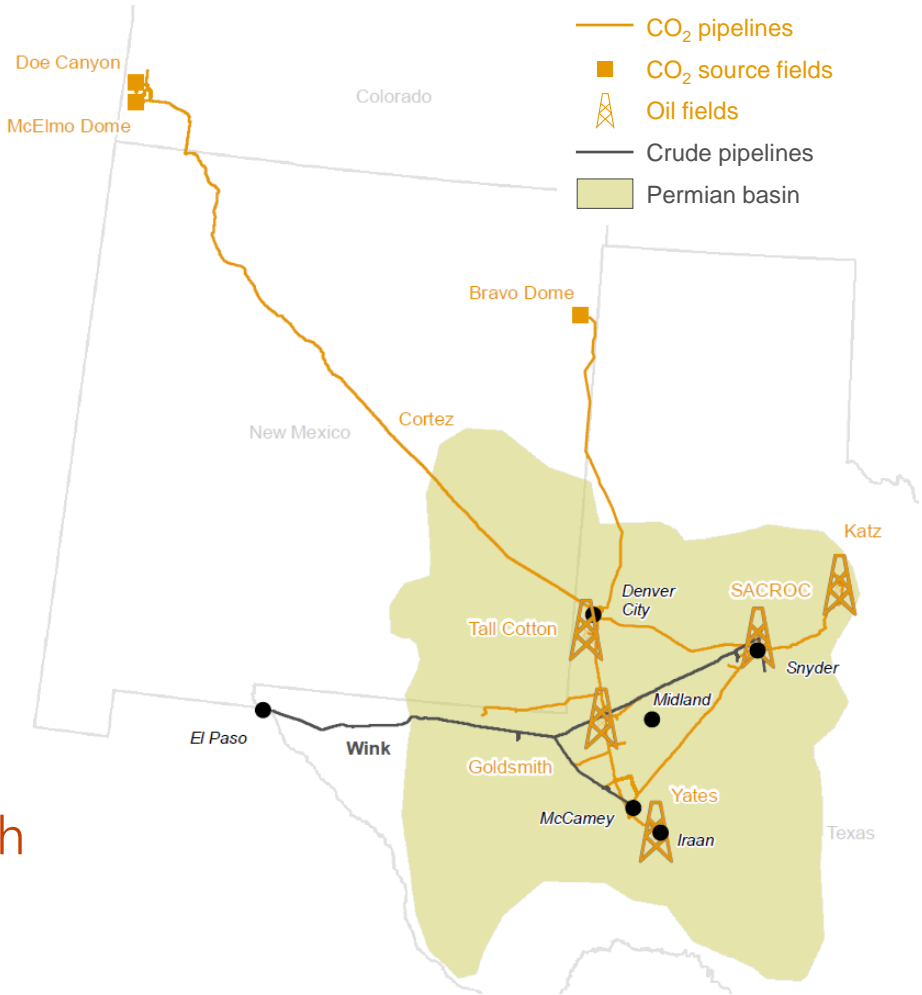 CO₂ pipelines
CO₂ source fields
Oil fields
Crude pipelines
Permian basin
Doe Canyon
McElmo Dome
Colorado
Bravo Dome
Cortez
New Mexico
Katz
Denver
City
SACROC
Tall Cotton
Snyder
Midland
El Paso
Wink
Goldsmith
Yates
McCamey
Iraan
Texas
h